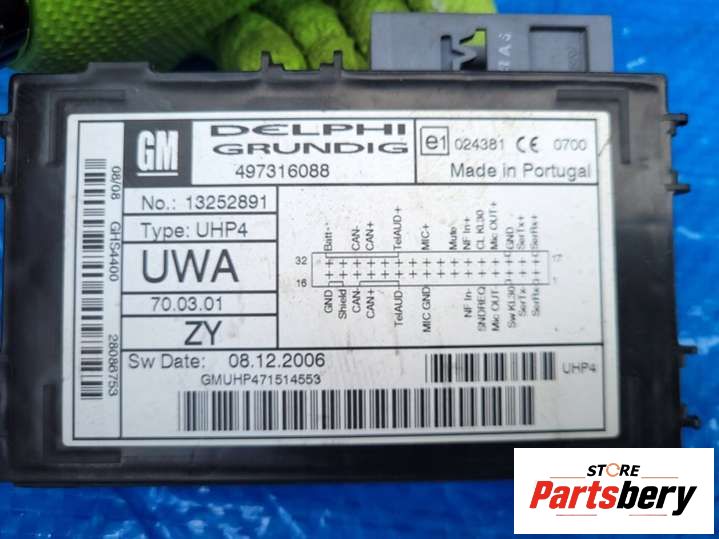 GM
DELPHI
GRUNDIG
497316088
e1 024381 CE 0700
Made in Portugal
08/08 GHS4400 28086753
No.: 13252891
Type: UHP4
UWA
70.03.01
ZY
Sw Date: 08.12.2006
Batt+
CAN-
CAN+
TelAUD+
MIC+
Mute
NF In+
CL KL30
Mic OUT+
GND
SerTx+
SerRx+
32
17
16
1
GND
Shield
CAN-
CAN+
TelAUD-
MIC GND
NF In-
SNDREQ
Mic OUT-
Sw KL30
SerTx-
GMUHP471514553
UHP4
STORE
Partsbery